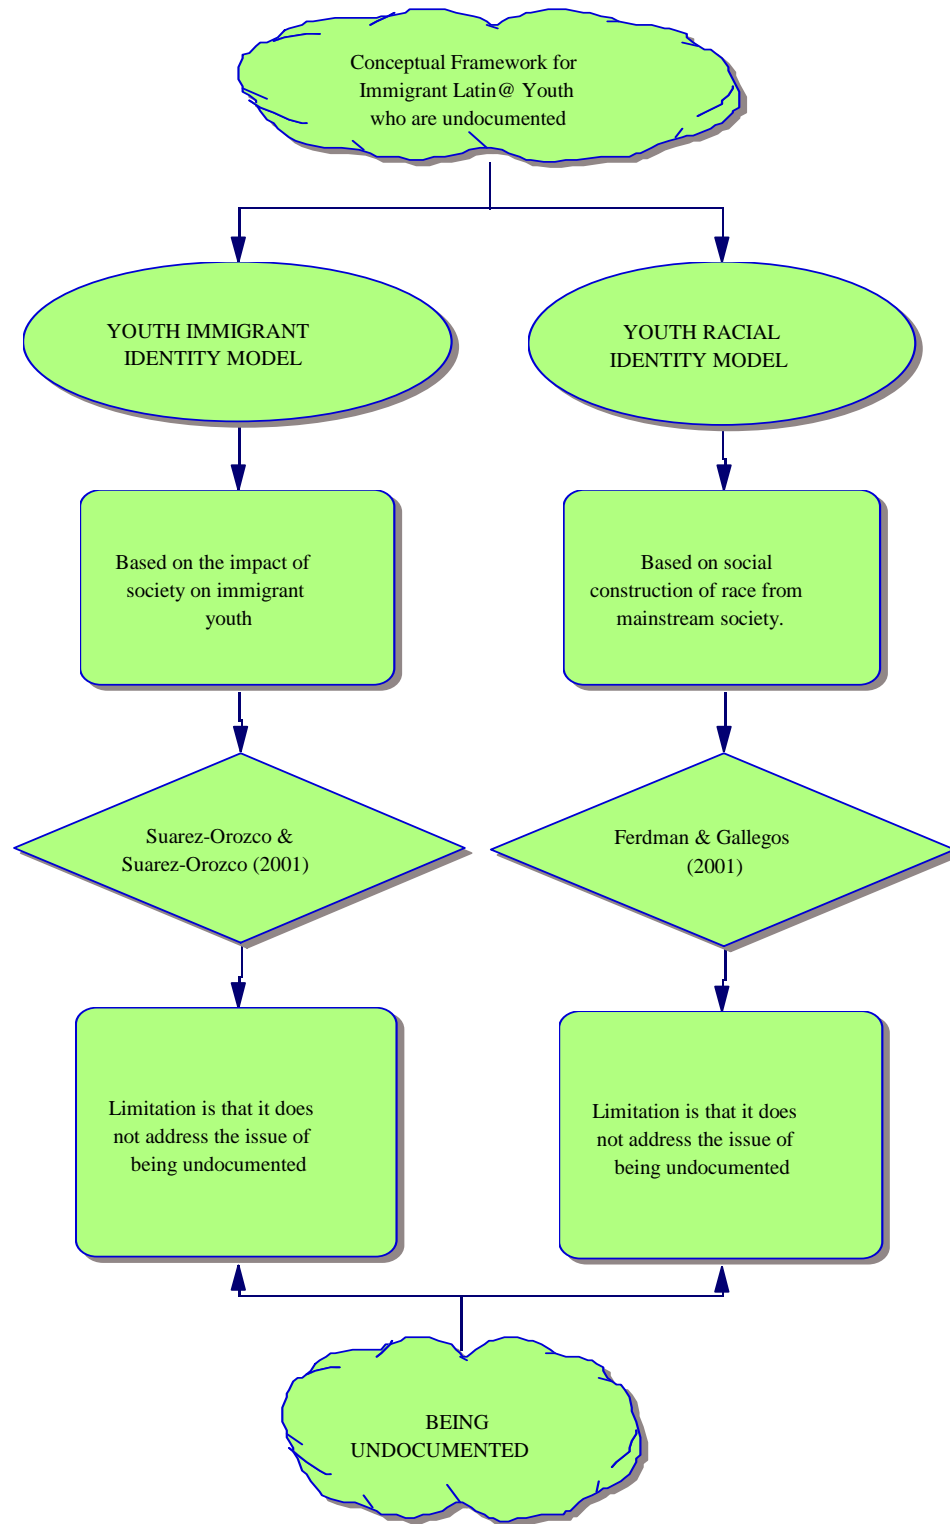 Conceptual Framework for
Immigrant Latin@ Youth
who are undocumented
YOUTH IMMIGRANT
IDENTITY MODEL
YOUTH RACIAL
IDENTITY MODEL
Based on the impact of
society on immigrant
youth
Based on social
construction of race from
mainstream society.
Suarez-Orozco &
Suarez-Orozco (2001)
Ferdman & Gallegos
(2001)
Limitation is that it does
not address the issue of
being undocumented
Limitation is that it does
not address the issue of
being undocumented
BEING
UNDOCUMENTED